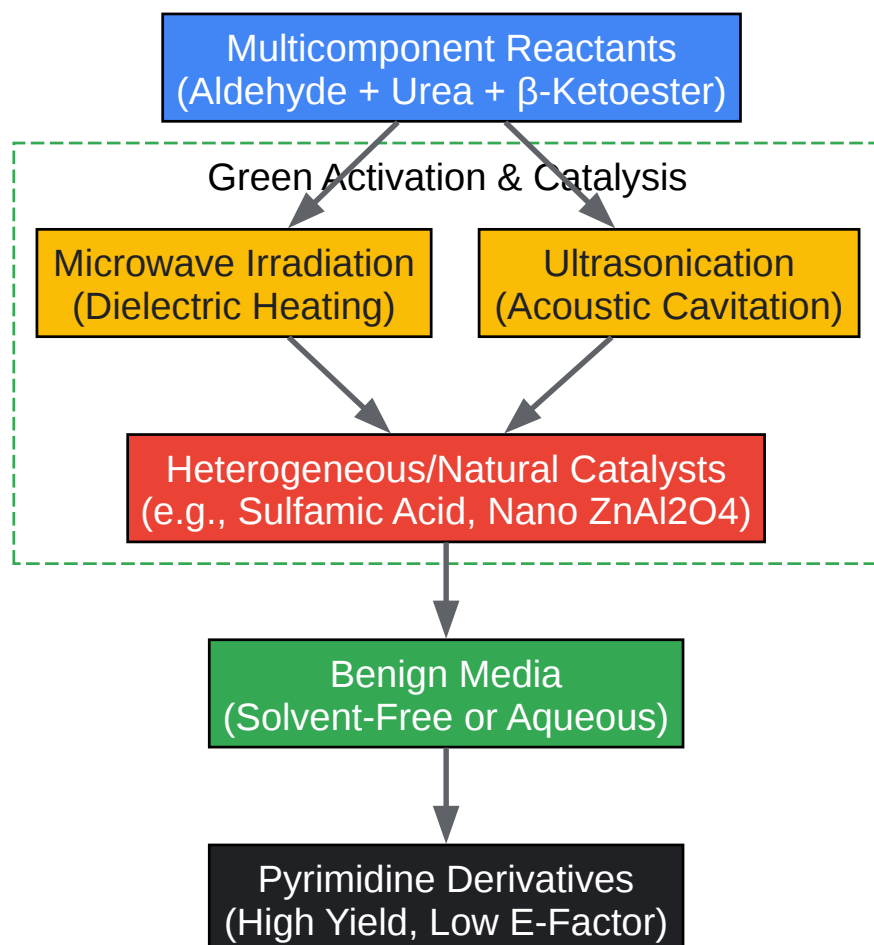 Multicomponent Reactants
(Aldehyde + Urea + β-Ketoester)
Green Activation & Catalysis
Microwave Irradiation
(Dielectric Heating)
Ultrasonication
(Acoustic Cavitation)
Heterogeneous/Natural Catalysts
(e.g., Sulfamic Acid, Nano ZnAl2O4)
Benign Media
(Solvent-Free or Aqueous)
Pyrimidine Derivatives
(High Yield, Low E-Factor)